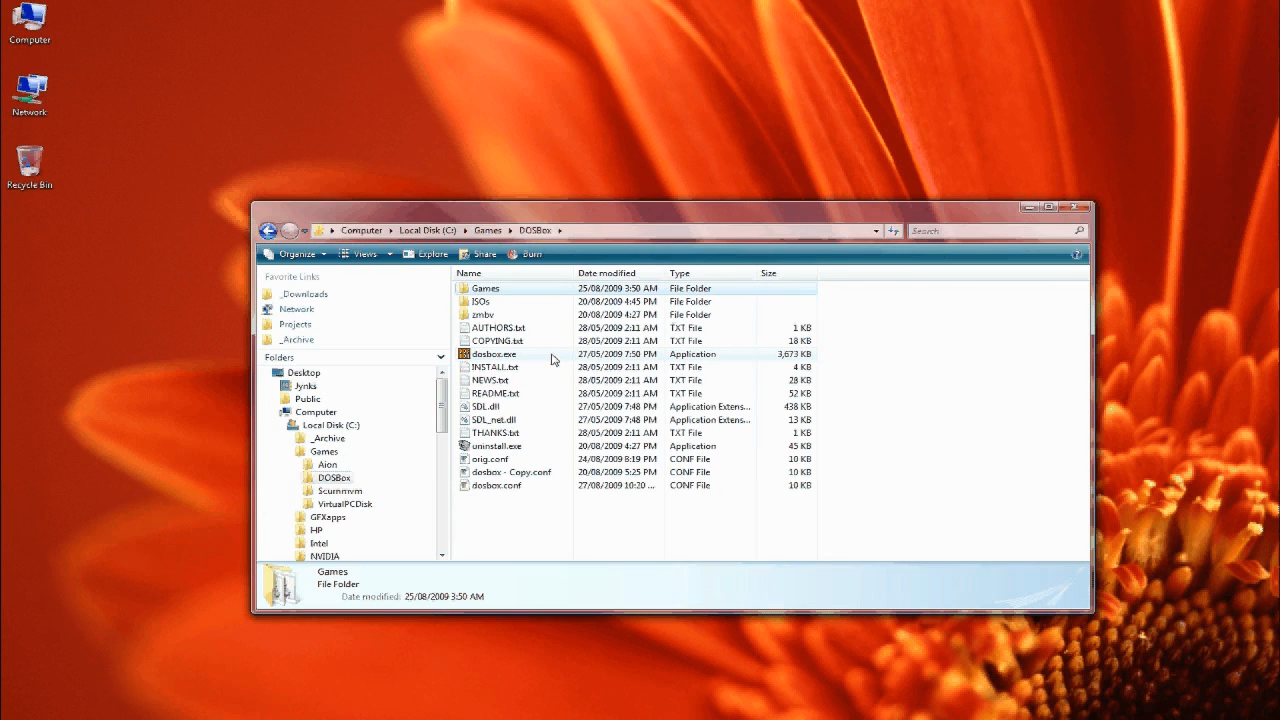 Computer
Network
Recycle Bin
Computer Local Disk (C:) Games DOSBox
Search
Organize Views Explore Share Burn
Favorite Links
_Downloads
Network
Projects
_Archive
Folders
Desktop
Jynks
Public
Computer
Local Disk (C:)
_Archive
Games
Aion
DOSBox
Scummvm
VirtualPCDisk
GFXapps
HP
Intel
NVIDIA
Name Date modified Type Size
Games 25/08/2009 3:50 AM File Folder
ISOs 20/08/2009 4:45 PM File Folder
zmbv 20/08/2009 4:27 PM File Folder
AUTHORS.txt 28/05/2009 2:11 AM TXT File 1 KB
COPYING.txt 28/05/2009 2:11 AM TXT File 18 KB
dosbox.exe 27/05/2009 7:50 PM Application 3,673 KB
INSTALL.txt 28/05/2009 2:11 AM TXT File 4 KB
NEWS.txt 28/05/2009 2:11 AM TXT File 28 KB
README.txt 28/05/2009 2:11 AM TXT File 52 KB
SDL.dll 27/05/2009 7:48 PM Application Extens... 438 KB
SDL_net.dll 27/05/2009 7:48 PM Application Extens... 13 KB
THANKS.txt 28/05/2009 2:11 AM TXT File 1 KB
uninstall.exe 20/08/2009 4:27 PM Application 45 KB
orig.conf 24/08/2009 8:19 PM CONF File 10 KB
dosbox - Copy.conf 20/08/2009 5:25 PM CONF File 10 KB
dosbox.conf 27/08/2009 10:20 ... CONF File 10 KB
Games
File Folder
Date modified: 25/08/2009 3:50 AM